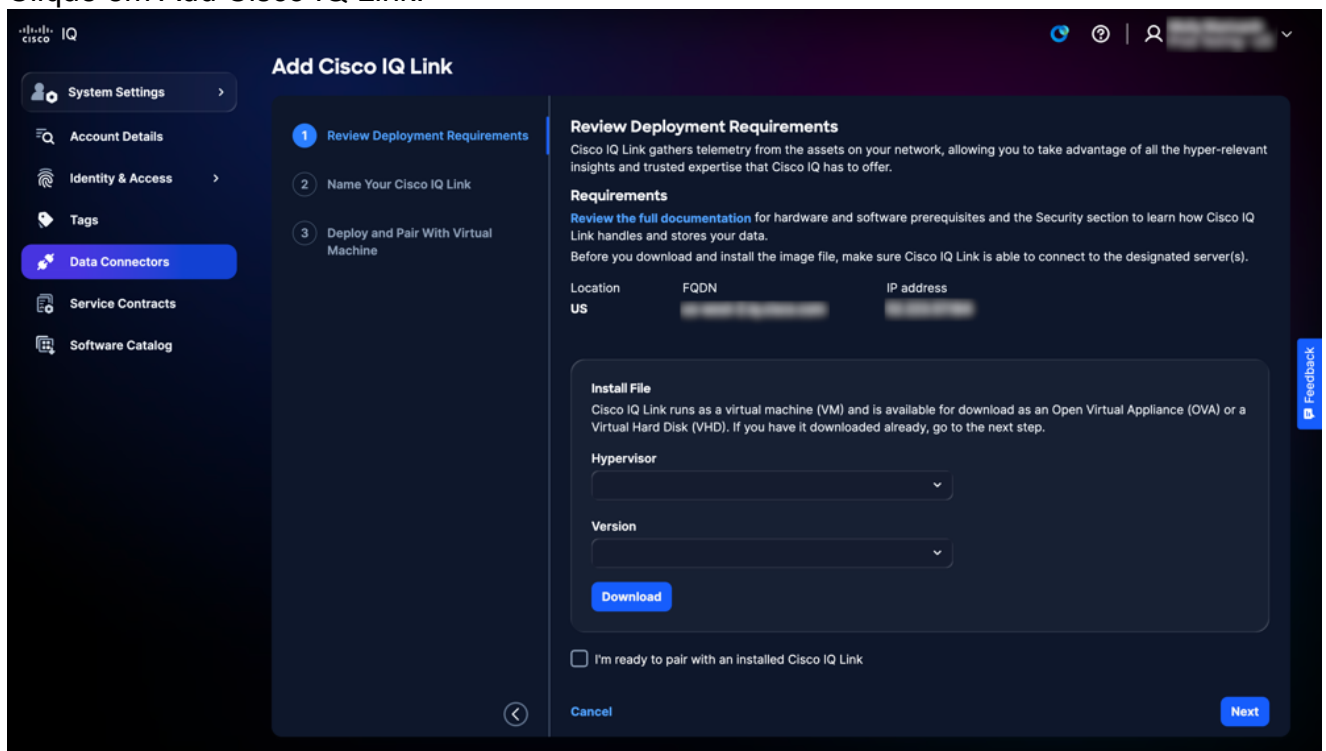 Clique em Add Cisco IQ Link.
CISCO IQ
Add Cisco IQ Link
System Settings
Account Details
Identity & Access
Tags
Data Connectors
Service Contracts
Software Catalog
1 Review Deployment Requirements
2 Name Your Cisco IQ Link
3 Deploy and Pair With Virtual
Machine
Review Deployment Requirements
Cisco IQ Link gathers telemetry from the assets on your network, allowing you to take advantage of all the hyper-relevant
insights and trusted expertise that Cisco IQ has to offer.
Requirements
Review the full documentation for hardware and software prerequisites and the Security section to learn how Cisco IQ
Link handles and stores your data.
Before you download and install the image file, make sure Cisco IQ Link is able to connect to the designated server(s).
Location FQDN IP address
US
Install File
Cisco IQ Link runs as a virtual machine (VM) and is available for download as an Open Virtual Appliance (OVA) or a
Virtual Hard Disk (VHD). If you have it downloaded already, go to the next step.
Hypervisor
Version
Download
I'm ready to pair with an installed Cisco IQ Link
Cancel Next
Feedback